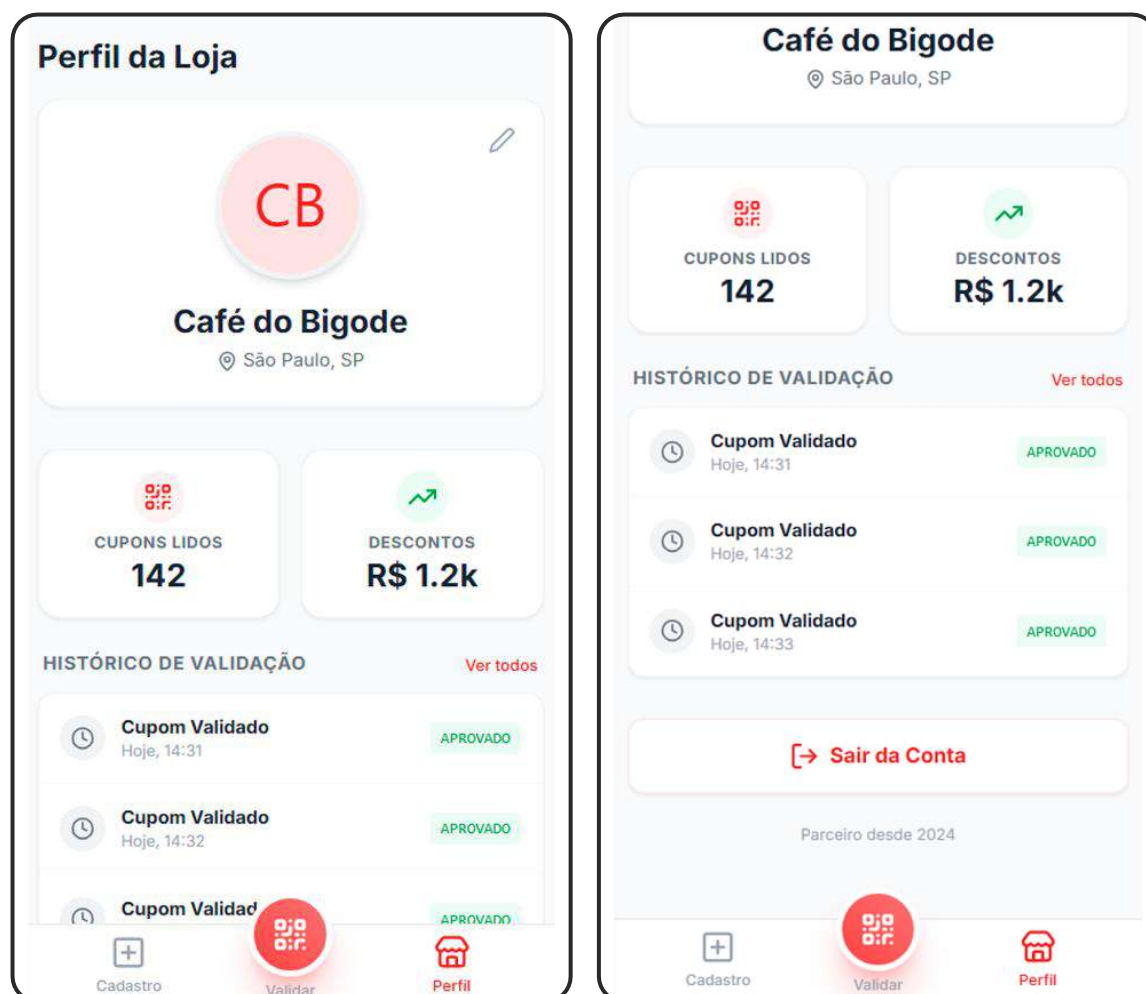 Perfil da Loja
CB
Café do Bigode
São Paulo, SP
CUPONS LIDOS
142
DESCONTOS
R$ 1.2k
HISTÓRICO DE VALIDAÇÃO
Ver todos
Cupom Validado
Hoje, 14:31
APROVADO
Cupom Validado
Hoje, 14:32
APROVADO
Cupom Validad
APROVADO
Cadastro
Validar
Perfil
Café do Bigode
São Paulo, SP
CUPONS LIDOS
142
DESCONTOS
R$ 1.2k
HISTÓRICO DE VALIDAÇÃO
Ver todos
Cupom Validado
Hoje, 14:31
APROVADO
Cupom Validado
Hoje, 14:32
APROVADO
Cupom Validado
Hoje, 14:33
APROVADO
Sair da Conta
Parceiro desde 2024
Cadastro
Validar
Perfil